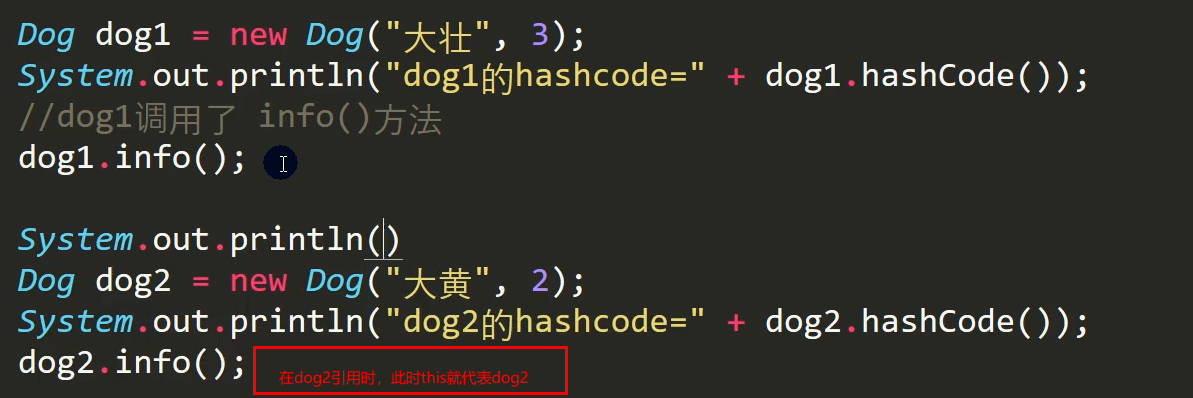 Dog dog1 = new Dog("大壮", 3);
System.out.println("dog1的hashcode=" + dog1.hashCode());
//dog1调用了 info()方法
dog1.info();
System.out.println()
Dog dog2 = new Dog("大黄", 2);
System.out.println("dog2的hashcode=" + dog2.hashCode());
dog2.info(); 在dog2引用时，此时this就代表dog2